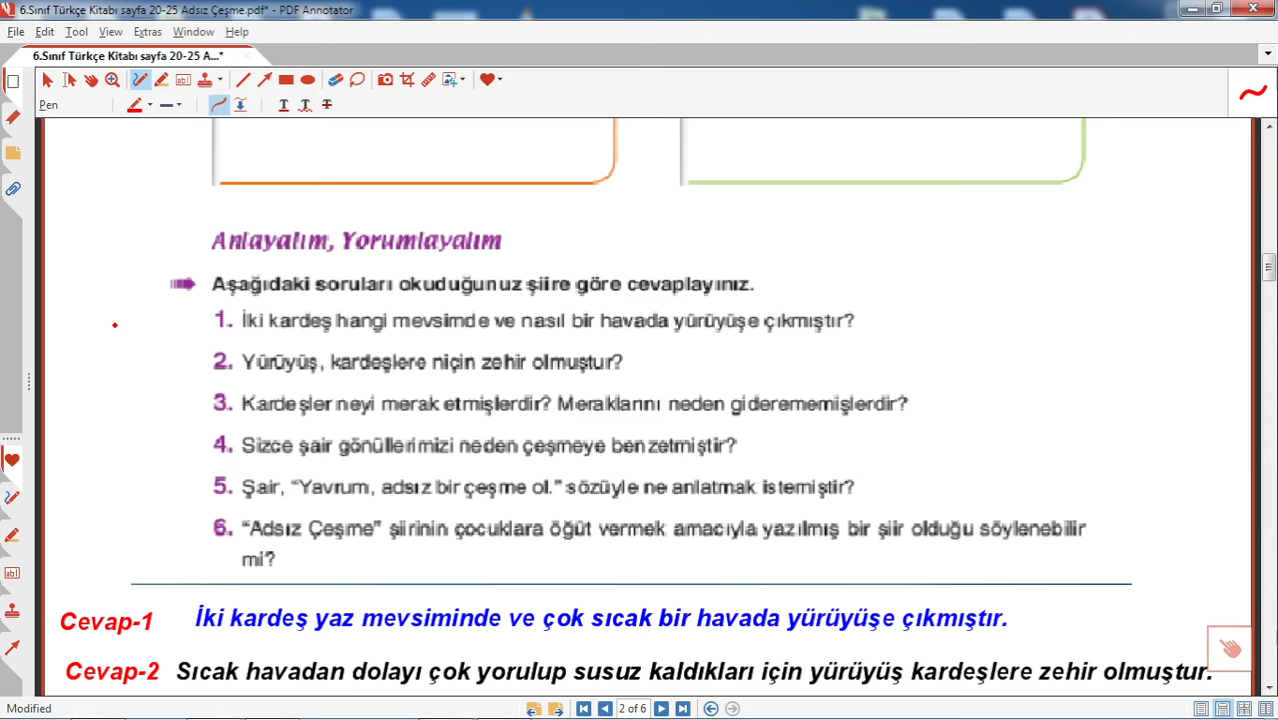 6.Sınıf Türkçe Kitabı sayfa 20-25 Adsız Çeşme.pdf* - PDF Annotator
File Edit Tool View Extras Window Help
6.Sınıf Türkçe Kitabı sayfa 20-25 A...*
Pen
Anlayalım, Yorumlayalım
Aşağıdaki soruları okuduğunuz şiire göre cevaplayınız.
1. İki kardeş hangi mevsimde ve nasıl bir havada yürüyüşe çıkmıştır?
2. Yürüyüş, kardeşlere niçin zehir olmuştur?
3. Kardeşler neyi merak etmişlerdir? Meraklarını neden giderememişlerdir?
4. Sizce şair gönüllerimizi neden çeşmeye benzetmiştir?
5. Şair, “Yavrum, adsız bir çeşme ol.” sözüyle ne anlatmak istemiştir?
6. “Adsız Çeşme” şiirinin çocuklara öğüt vermek amacıyla yazılmış bir şiir olduğu söylenebilir
mi?
Cevap-1 İki kardeş yaz mevsiminde ve çok sıcak bir havada yürüyüşe çıkmıştır.
Cevap-2 Sıcak havadan dolayı çok yorulup susuz kaldıkları için yürüyüş kardeşlere zehir olmuştur.
Modified 2 of 6